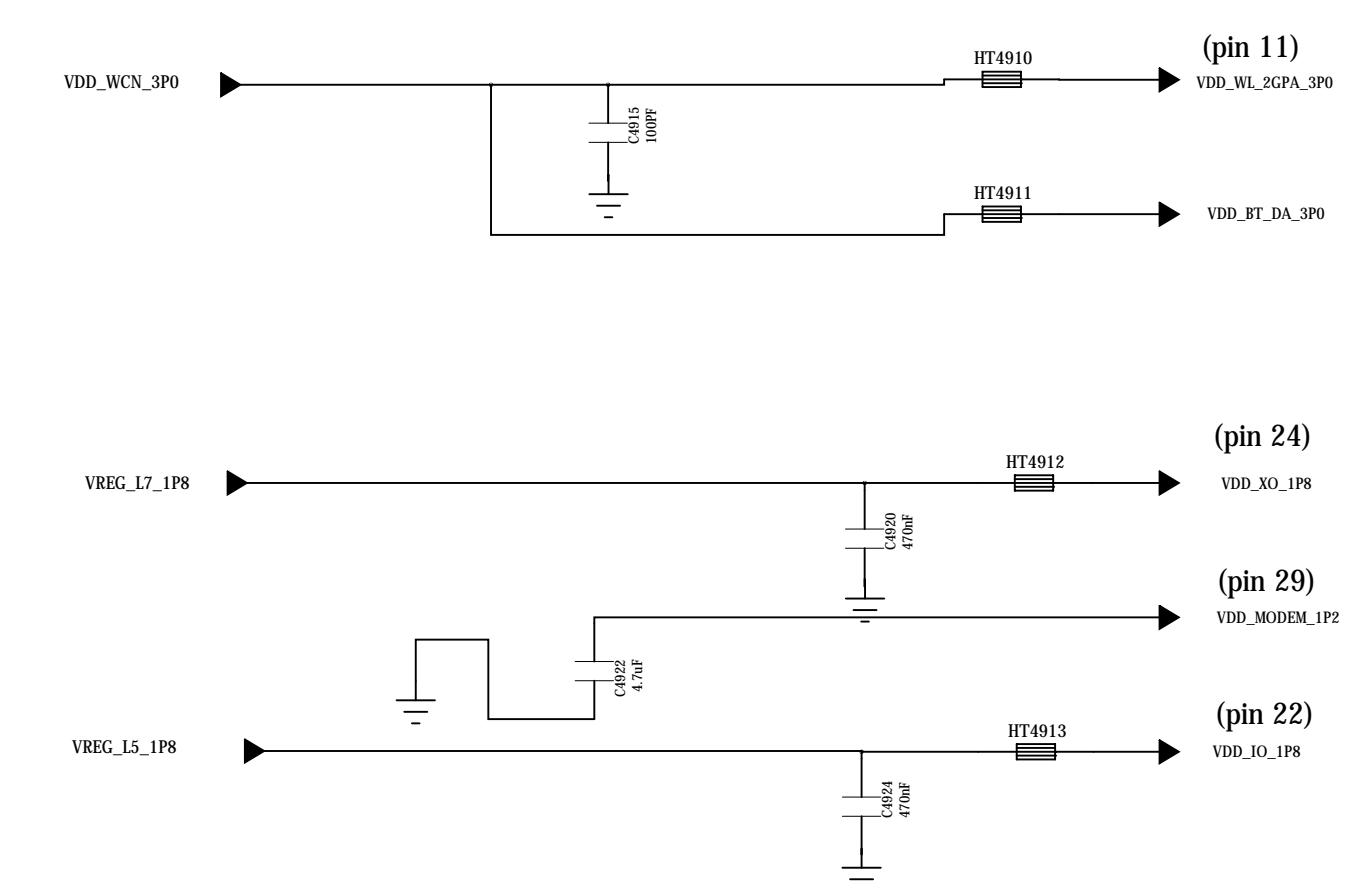 (pin 11)
HT4910
VDD_WCN_3P0
VDD_WL_2GPA_3P0
C4915
100PF
HT4911
VDD_BT_DA_3P0
(pin 24)
HT4912
VREG_L7_1P8
VDD_XO_1P8
C4920
470nF
(pin 29)
VDD_MODEM_1P2
C4922
4.7uF
(pin 22)
HT4913
VREG_L5_1P8
VDD_IO_1P8
C4924
470nF